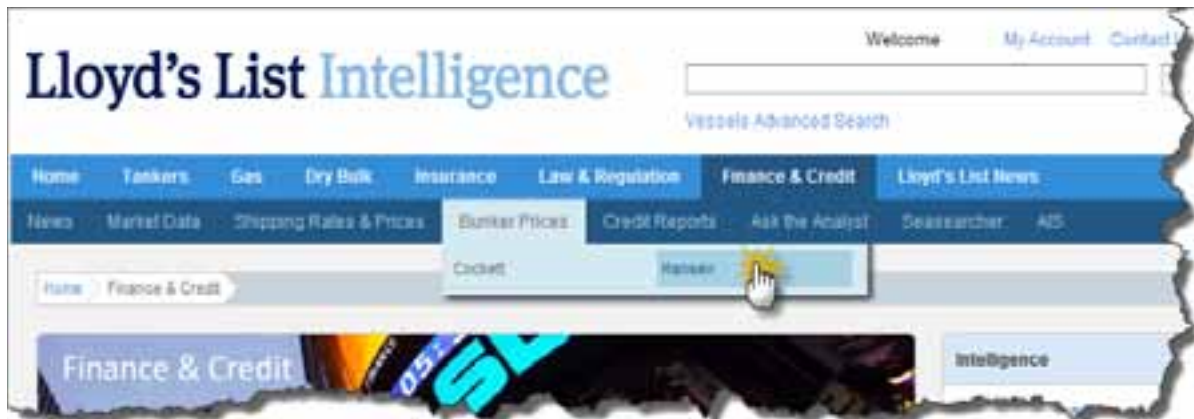 Welcome My Account Contact
Lloyd's List Intelligence
Vessels Advanced Search
Home Tankers Gas Dry Bulk Insurance Law & Regulation Finance & Credit Lloyd's List News
News Market Data Shipping Rates & Prices Bunker Prices Credit Reports Ask the Analyst Seasearcher AIS
Cockett Hansen
Home Finance & Credit
Finance & Credit
Intelligence